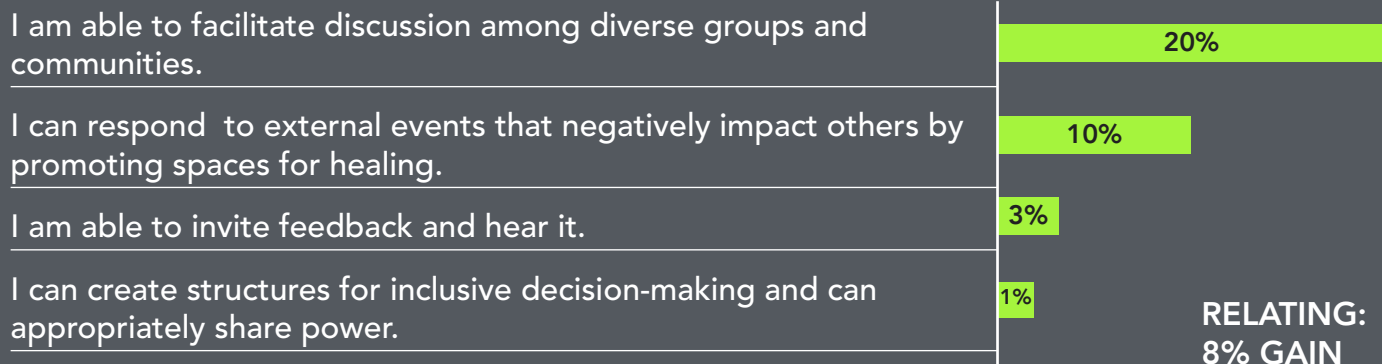 I am able to facilitate discussion among diverse groups and
communities.
20%
I can respond  to external events that negatively impact others by
promoting spaces for healing.
10%
I am able to invite feedback and hear it.
3%
I can create structures for inclusive decision-making and can
appropriately share power.
1%
RELATING:
8% GAIN